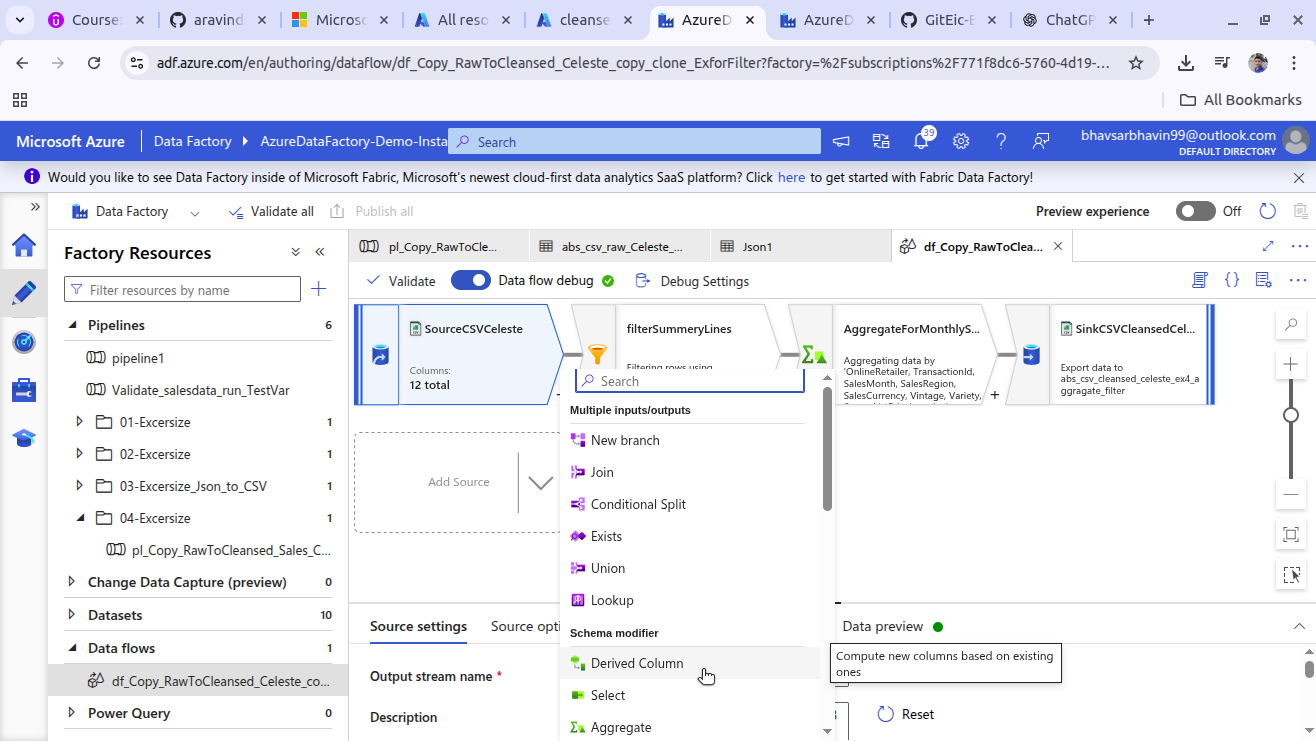 Course:
aravind
Microsc
All reso
cleanse
AzureD
AzureD
GitEic-E
ChatGP
adf.azure.com/en/authoring/dataflow/df_Copy_RawToCleansed_Celeste_copy_clone_ExforFilter?factory=%2Fsubscriptions%2F771f8dc6-5760-4d19-...
All Bookmarks
Microsoft Azure
Data Factory
AzureDataFactory-Demo-Insta
Search
39
bhavsarbhavin99@outlook.com
DEFAULT DIRECTORY
Would you like to see Data Factory inside of Microsoft Fabric, Microsoft's newest cloud-first data analytics SaaS platform? Click here to get started with Fabric Data Factory!
Data Factory
Validate all
Publish all
Preview experience
Off
Factory Resources
pl_Copy_RawToCle...
abs_csv_raw_Celeste_...
Json1
df_Copy_RawToClea...
Validate
Data flow debug
Debug Settings
Filter resources by name
Pipelines 6
pipeline1
Validate_salesdata_run_TestVar
01-Excersize 1
02-Excersize 1
03-Excersize_Json_to_CSV 1
04-Excersize 1
pl_Copy_RawToCleansed_Sales_C...
Change Data Capture (preview) 0
Datasets 10
Data flows 1
df_Copy_RawToCleansed_Celeste_co...
Power Query 0
SourceCSVCeleste
Columns:
12 total
filterSummeryLines
Filtering rows using
AggregateForMonthlyS...
Aggregating data by
'OnlineRetailer, TransactionId,
SalesMonth, SalesRegion,
SalesCurrency, Vintage, Variety,
SinkCSVCleansedCel...
Export data to
abs_csv_cleansed_celeste_ex4_a
ggragate_filter
Add Source
Search
Multiple inputs/outputs
New branch
Join
Conditional Split
Exists
Union
Lookup
Schema modifier
Derived Column
Select
Aggregate
Source settings
Source opti
Data preview
Compute new columns based on existing
ones
Output stream name *
Description
Reset